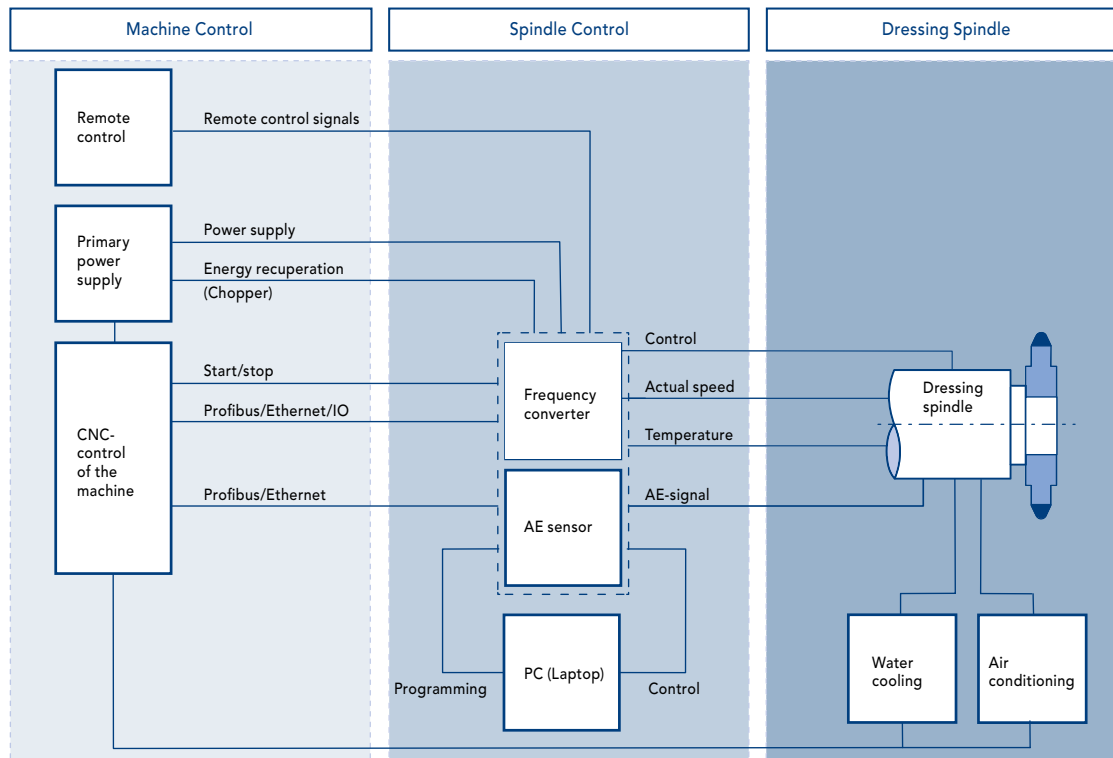 Machine Control
Spindle Control
Dressing Spindle
Remote
control
Remote control signals
Primary
power
supply
Power supply
Energy recuperation
(Chopper)
CNC-
control
of the
machine
Start/stop
Profibus/Ethernet/IO
Profibus/Ethernet
Frequency
converter
AE sensor
PC (Laptop)
Programming
Control
Control
Actual speed
Temperature
AE-signal
Dressing
spindle
Water
cooling
Air
conditioning